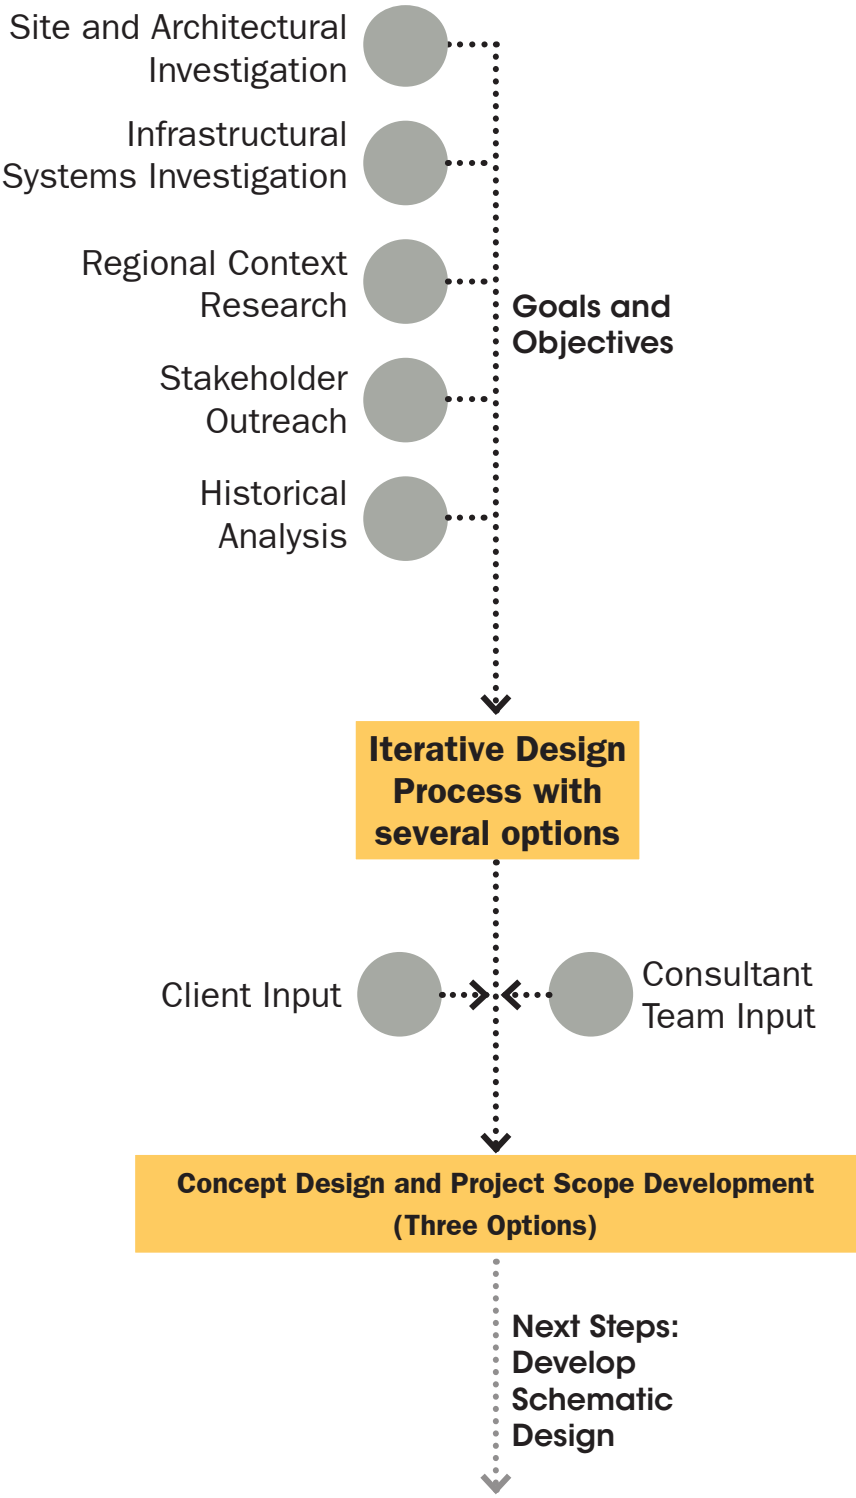 Site and Architectural
Investigation
Infrastructural
Systems Investigation
Regional Context
Research
Goals and
Objectives
Stakeholder
Outreach
Historical
Analysis
Iterative Design
Process with
several options
Client Input
Consultant
Team Input
Concept Design and Project Scope Development
(Three Options)
Next Steps:
Develop
Schematic
Design